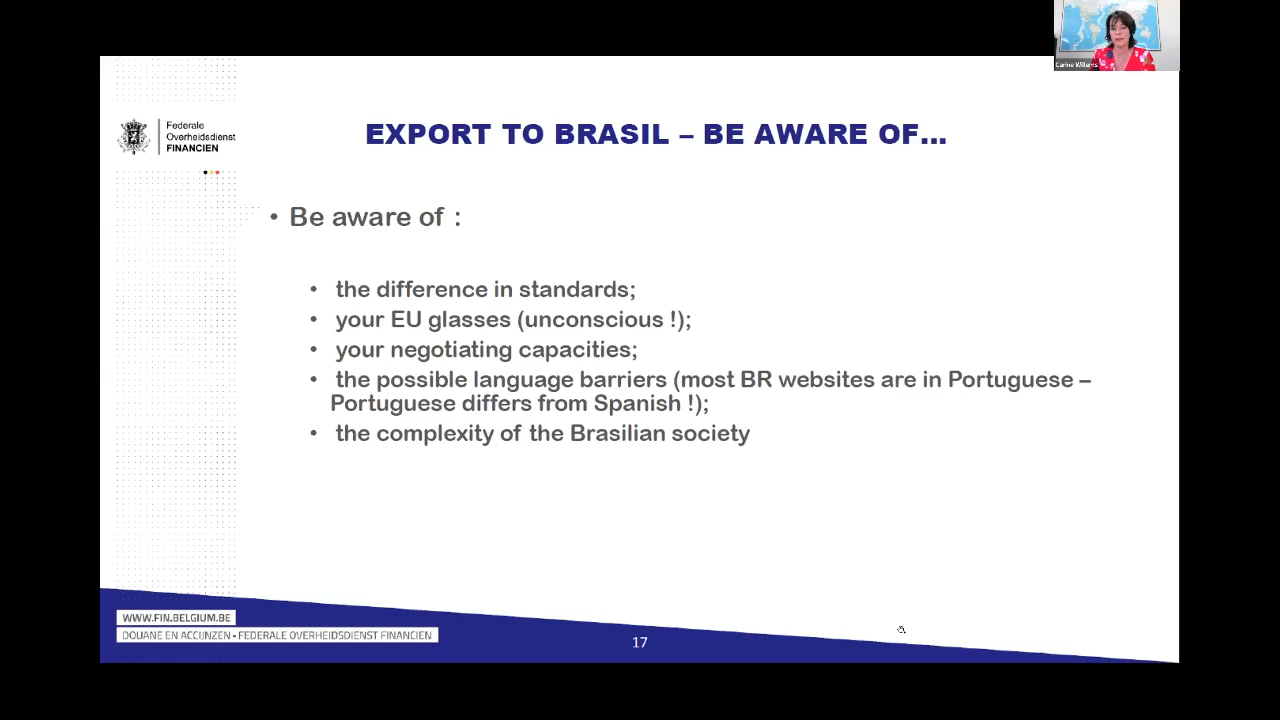 Carine Willems
Federale
Overheidsdienst
FINANCIEN
EXPORT TO BRASIL – BE AWARE OF...
• Be aware of :
• the difference in standards;
• your EU glasses (unconscious !);
• your negotiating capacities;
• the possible language barriers (most BR websites are in Portuguese –
Portuguese differs from Spanish !);
• the complexity of the Brasilian society
WWW.FIN.BELGIUM.BE
DOUANE EN ACCIJNZEN • FEDERALE OVERHEIDSDIENST FINANCIEN
17